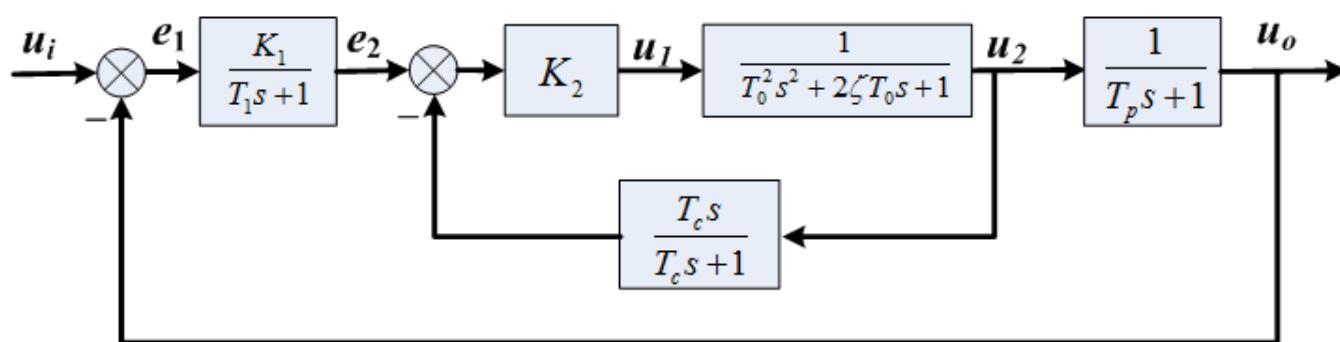 u_i
e_1
K_1 / (T_1 s + 1)
e_2
K_2
u_1
1 / (T_0^2 s^2 + 2ζT_0 s + 1)
u_2
1 / (T_p s + 1)
u_o
−
−
T_c s / (T_c s + 1)